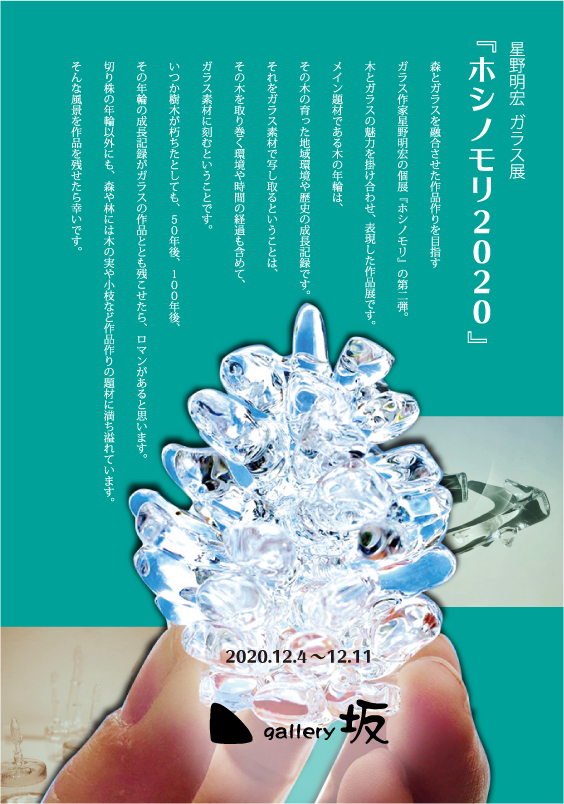 星野明宏 ガラス展
『ホシノモリ2020』
森とガラスを融合させた作品作りを目指す
ガラス作家星野明宏の個展『ホシノモリ』の第二弾。
木とガラスの魅力を掛け合わせ、表現した作品展です。
メイン題材である木の年輪は、
その木の育った地域環境や歴史の成長記録です。
それをガラス素材で写し取るということは、
その木を取り巻く環境や時間の経過も含めて、
ガラス素材に刻むということです。
いつか樹木が朽ちたとしても、50年後、100年後、
その年輪の成長記録がガラスの作品ととも残こせたら、ロマンがあると思います。
切り株の年輪以外にも、森や林には木の実や小枝など作品作りの題材に満ち溢れています。
そんな風景を作品を残せたら幸いです。
2020.12.4〜12.11
gallery 坂